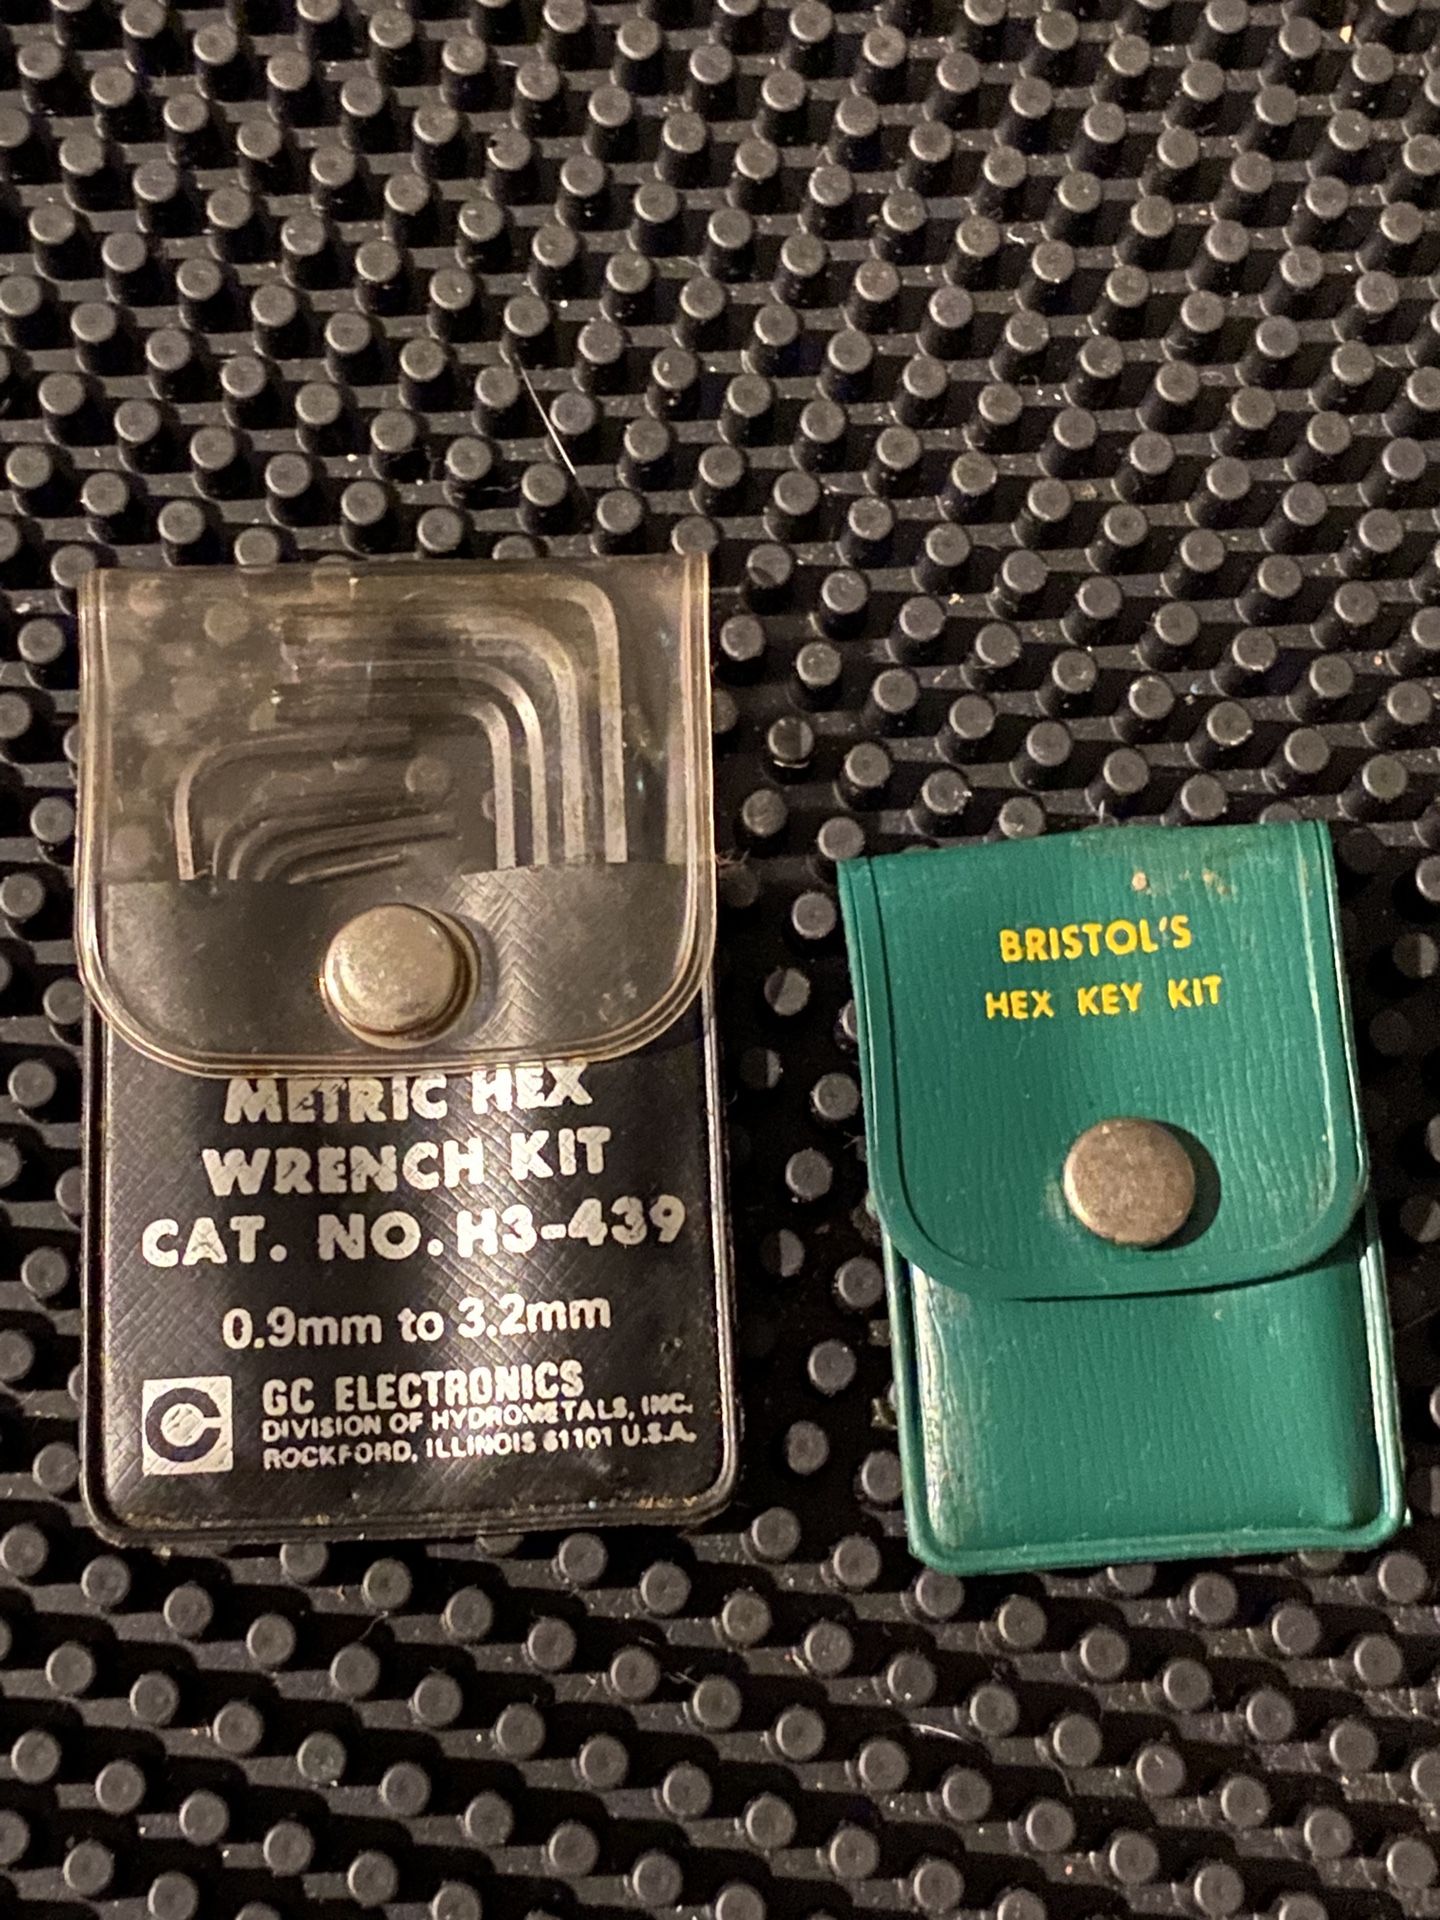 METRIC HEX
WRENCH KIT
CAT. NO. H3-439
0.9mm to 3.2mm
GC ELECTRONICS
DIVISION OF HYDROMETALS, INC.
ROCKFORD, ILLINOIS 61101 U.S.A.
BRISTOL'S
HEX KEY KIT